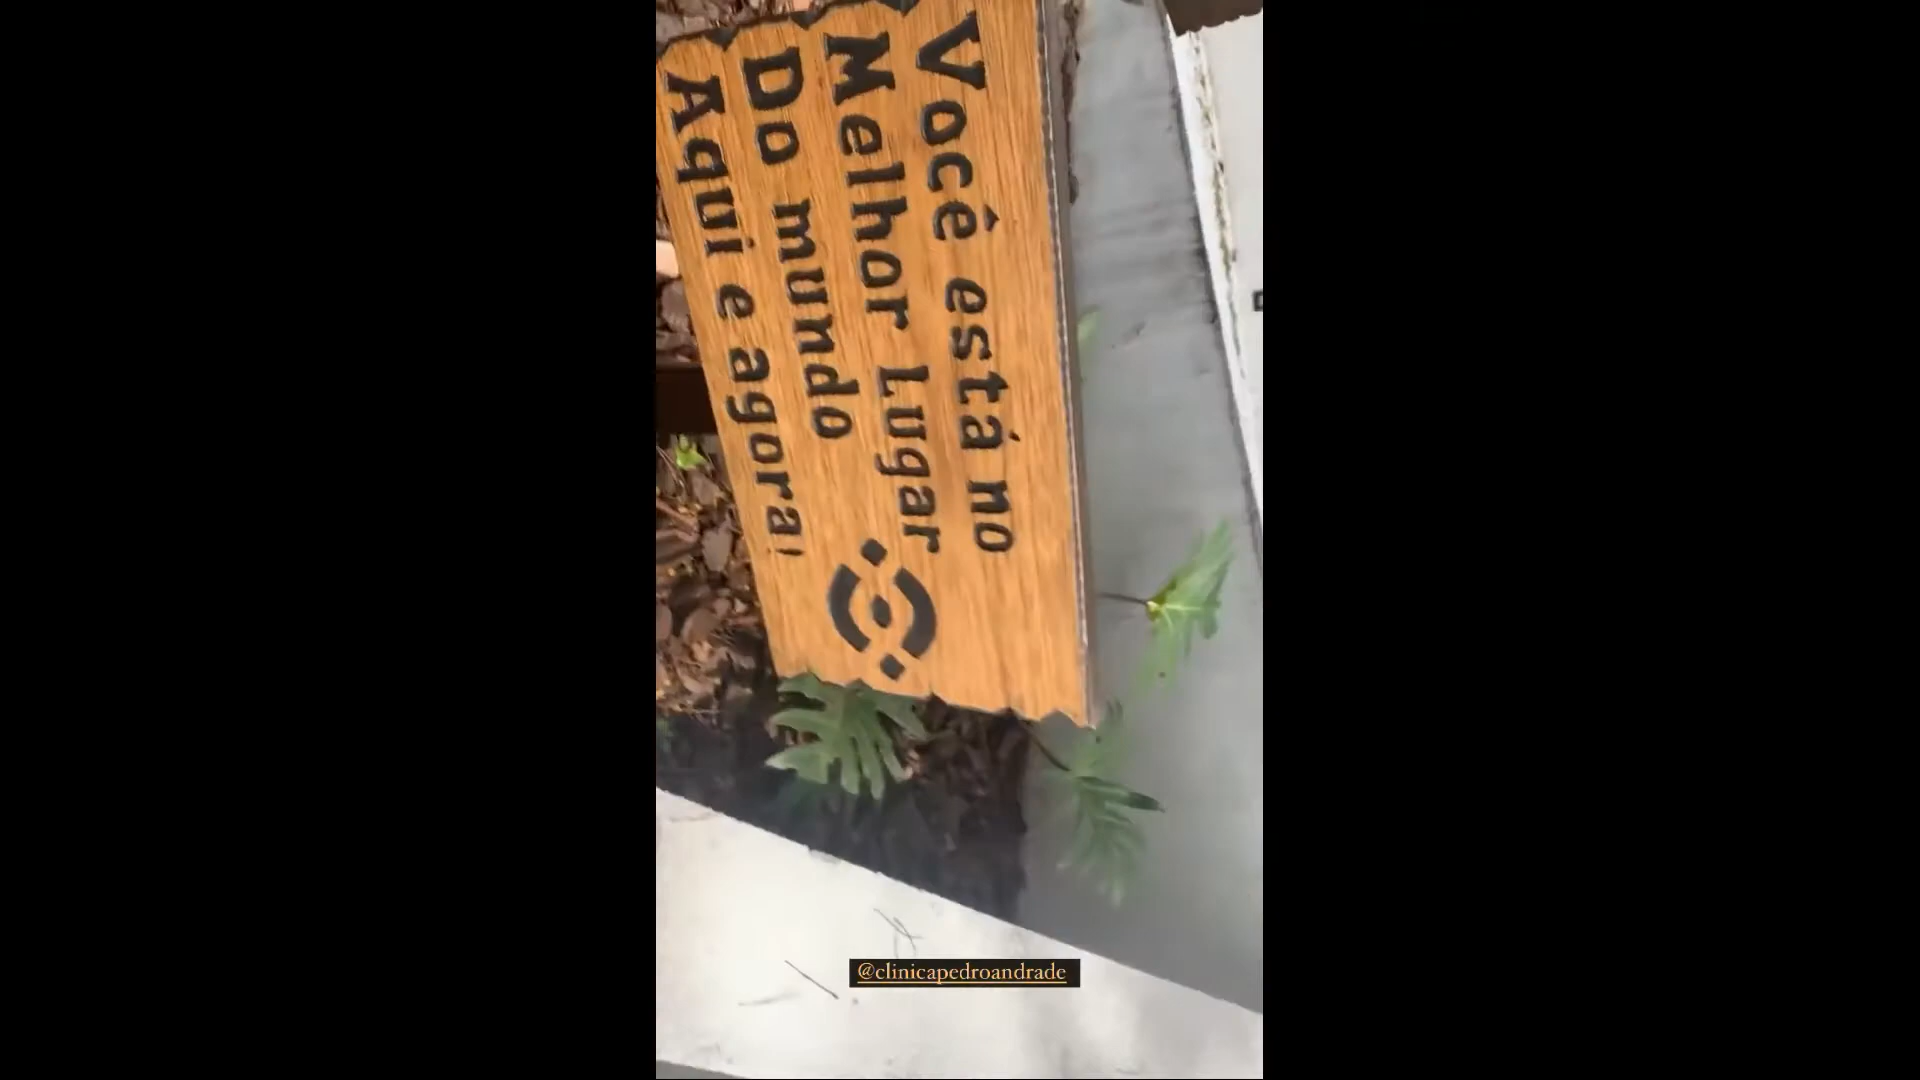 Você está no
Melhor Lugar
Do mundo
Aqui e agora!
@clinicapedroandrade